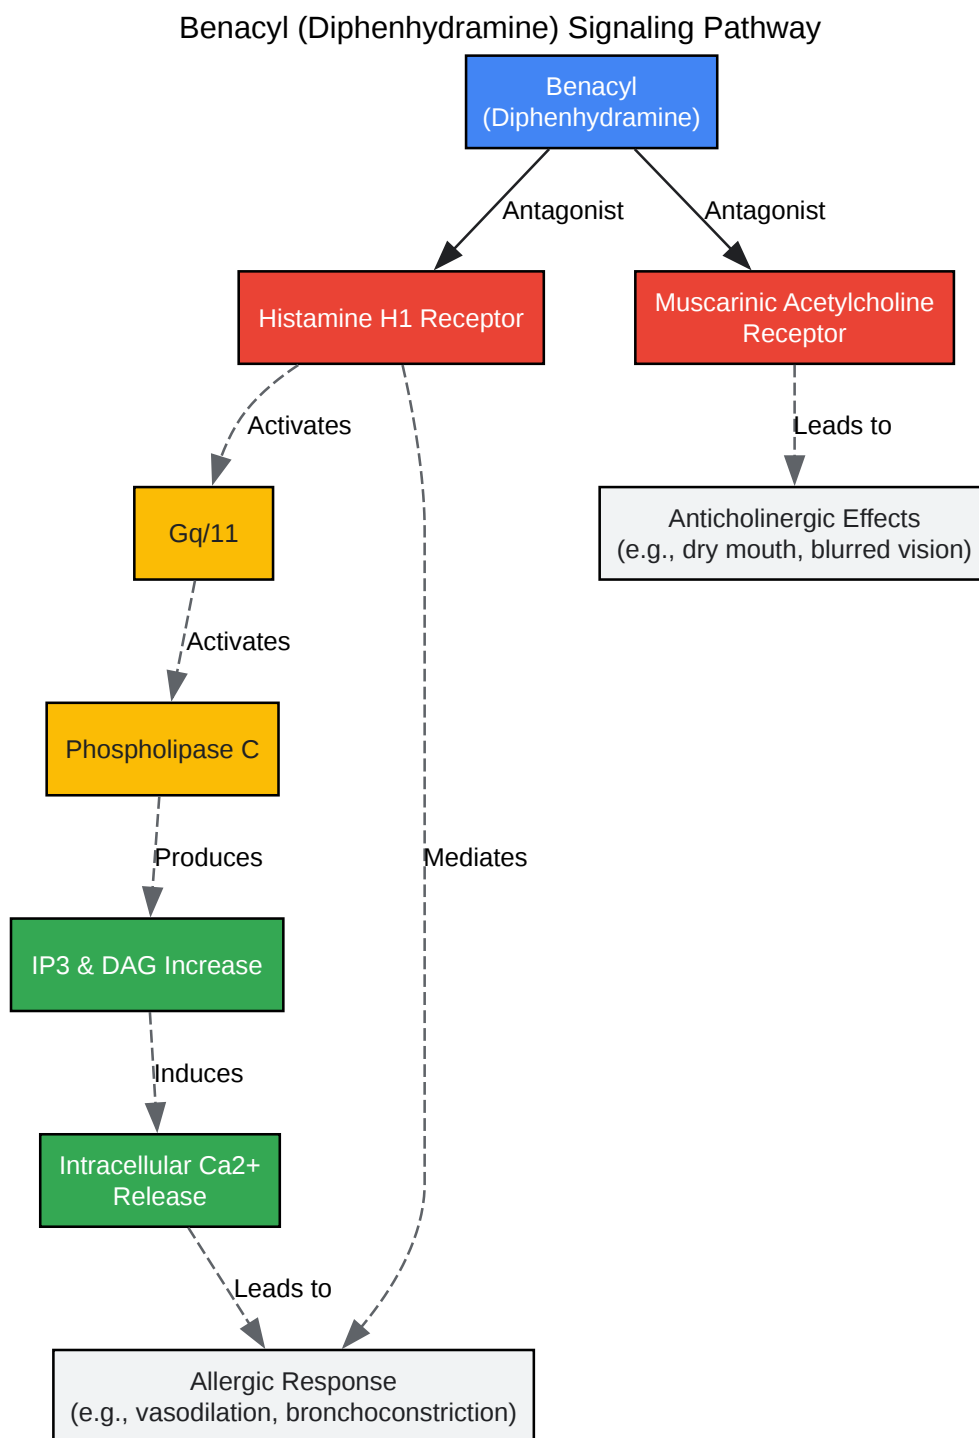 Benacyl (Diphenhydramine) Signaling Pathway
Benacyl
(Diphenhydramine)
Antagonist
Antagonist
Histamine H1 Receptor
Muscarinic Acetylcholine
Receptor
Activates
Leads to
Gq/11
Anticholinergic Effects
(e.g., dry mouth, blurred vision)
Activates
Phospholipase C
Produces
Mediates
IP3 & DAG Increase
Induces
Intracellular Ca2+
Release
Leads to
Allergic Response
(e.g., vasodilation, bronchoconstriction)